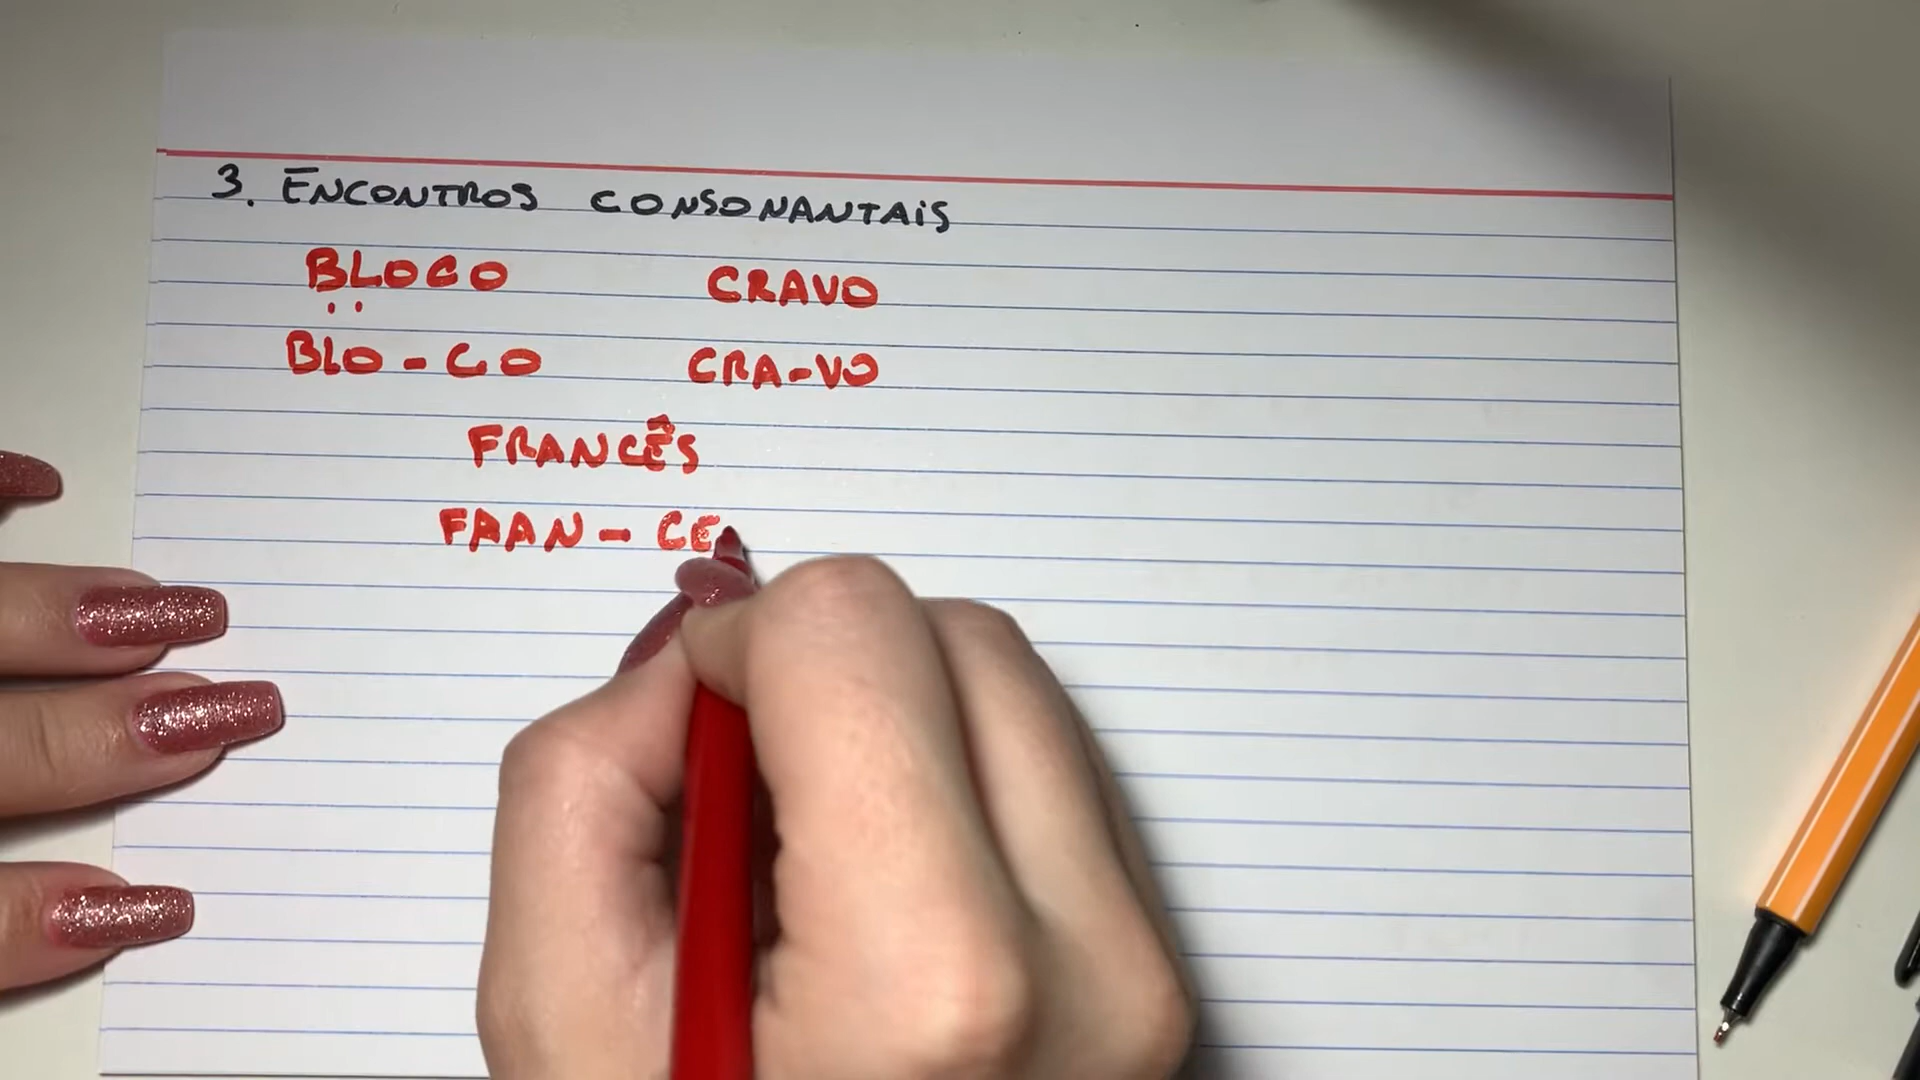 3. ENCONTROS CONSONANTAIS
BLOCO CRAVO
BLO - CO CRA-VO
FRANCÊS
FRAN - CE